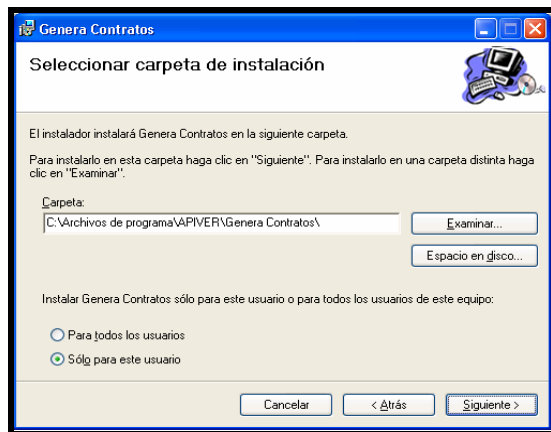 Genera Contratos
Seleccionar carpeta de instalación
El instalador instalará Genera Contratos en la siguiente carpeta.
Para instalarlo en esta carpeta haga clic en "Siguiente". Para instalarlo en una carpeta distinta haga
clic en "Examinar".
Carpeta:
C:\Archivos de programa\APIVER\Genera Contratos\
Examinar...
Espacio en disco...
Instalar Genera Contratos sólo para este usuario o para todos los usuarios de este equipo:
Para todos los usuarios
Sólo para este usuario
Cancelar
< Atrás
Siguiente >